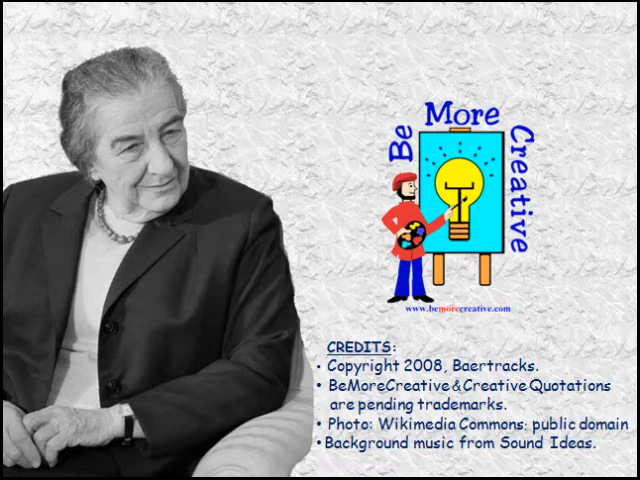 Be More Creative
www.bemorecreative.com
CREDITS:
• Copyright 2008, Baertracks.
• BeMoreCreative & Creative Quotations
are pending trademarks.
• Photo: Wikimedia Commons: public domain
• Background music from Sound Ideas.